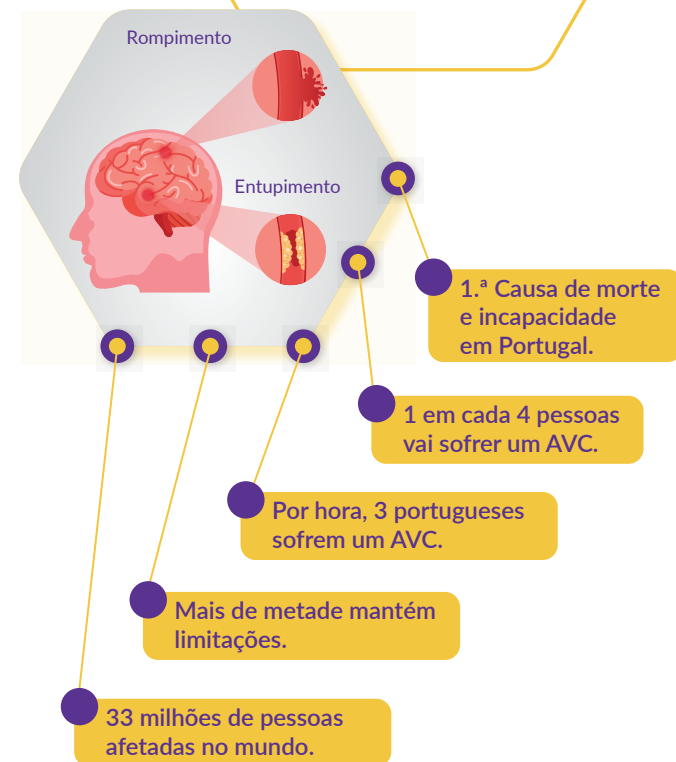 Rompimento
Entupimento
1.ª Causa de morte
e incapacidade
em Portugal.
1 em cada 4 pessoas
vai sofrer um AVC.
Por hora, 3 portugueses
sofrem um AVC.
Mais de metade mantém
limitações.
33 milhões de pessoas
afetadas no mundo.